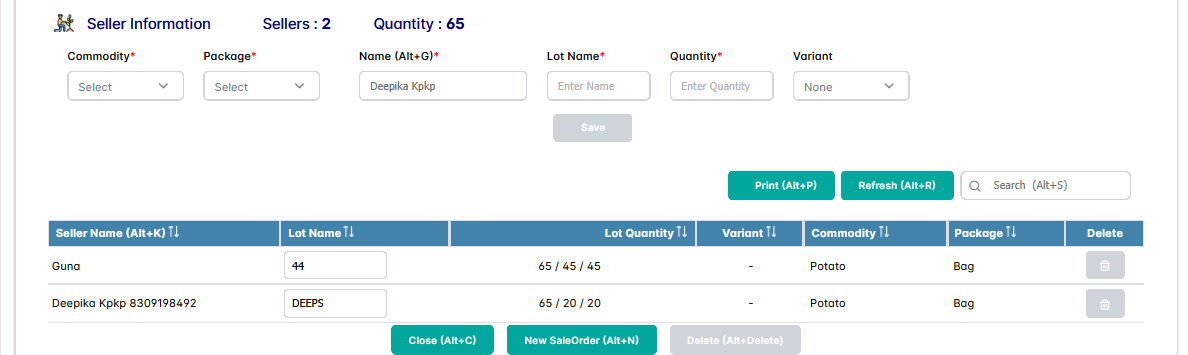 Seller Information Sellers : 2 Quantity : 65
Commodity* Package* Name (Alt+G)* Lot Name* Quantity* Variant
Select Select Deepika Kpkp Enter Name Enter Quantity None
Save
Print (Alt+P) Refresh (Alt+R) Search (Alt+S)
Seller Name (Alt+K) Lot Name Lot Quantity Variant Commodity Package Delete
Guna 44 65 / 45 / 45 - Potato Bag
Deepika Kpkp 8309198492 DEEPS 65 / 20 / 20 - Potato Bag
Close (Alt+C) New SaleOrder (Alt+N) Delete (Alt+Delete)